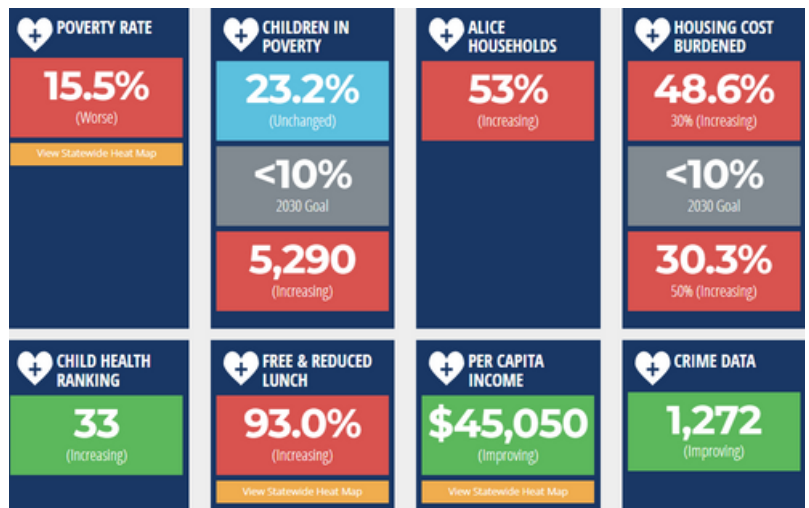 POVERTY RATE
15.5%
(Worse)
View Statewide Heat Map
CHILDREN IN
POVERTY
23.2%
(Unchanged)
<10%
2030 Goal
5,290
(Increasing)
ALICE
HOUSEHOLDS
53%
(Increasing)
HOUSING COST
BURDENED
48.6%
30% (Increasing)
<10%
2030 Goal
30.3%
50% (Increasing)
CHILD HEALTH
RANKING
33
(Increasing)
FREE & REDUCED
LUNCH
93.0%
(Increasing)
View Statewide Heat Map
PER CAPITA
INCOME
$45,050
(Improving)
View Statewide Heat Map
CRIME DATA
1,272
(Improving)